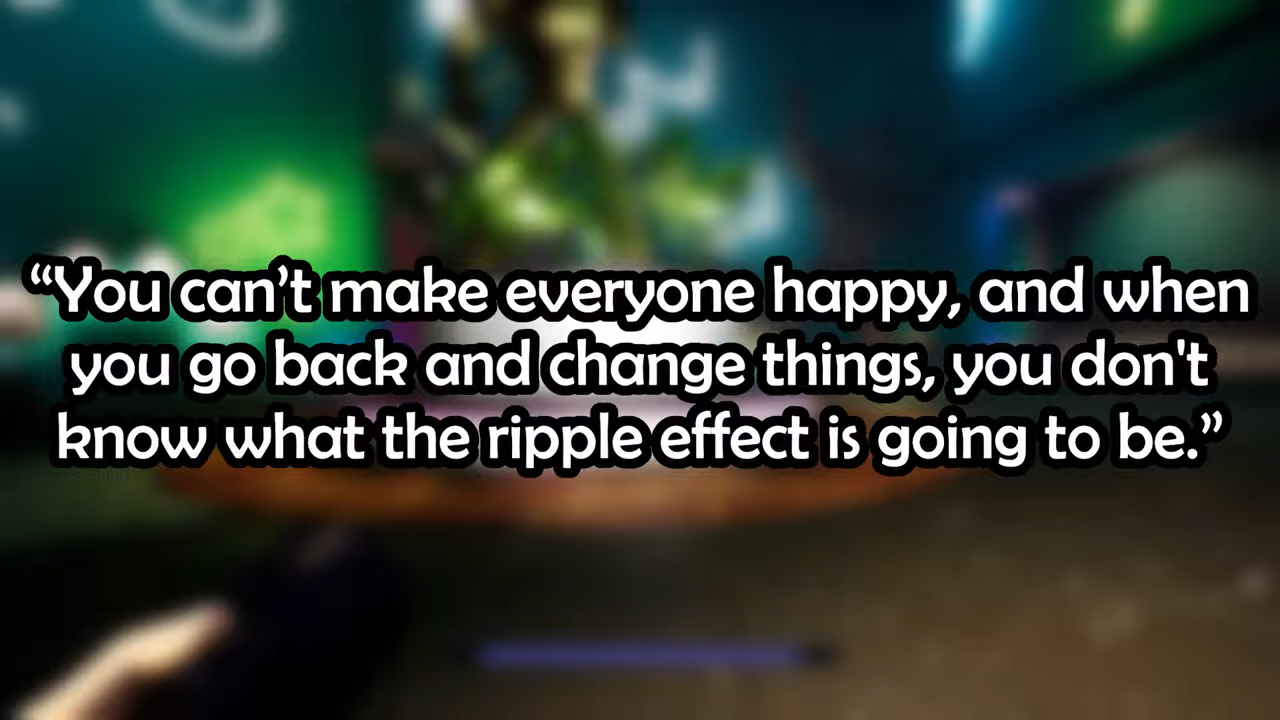 “You can’t make everyone happy, and when
you go back and change things, you don't
know what the ripple effect is going to be.”